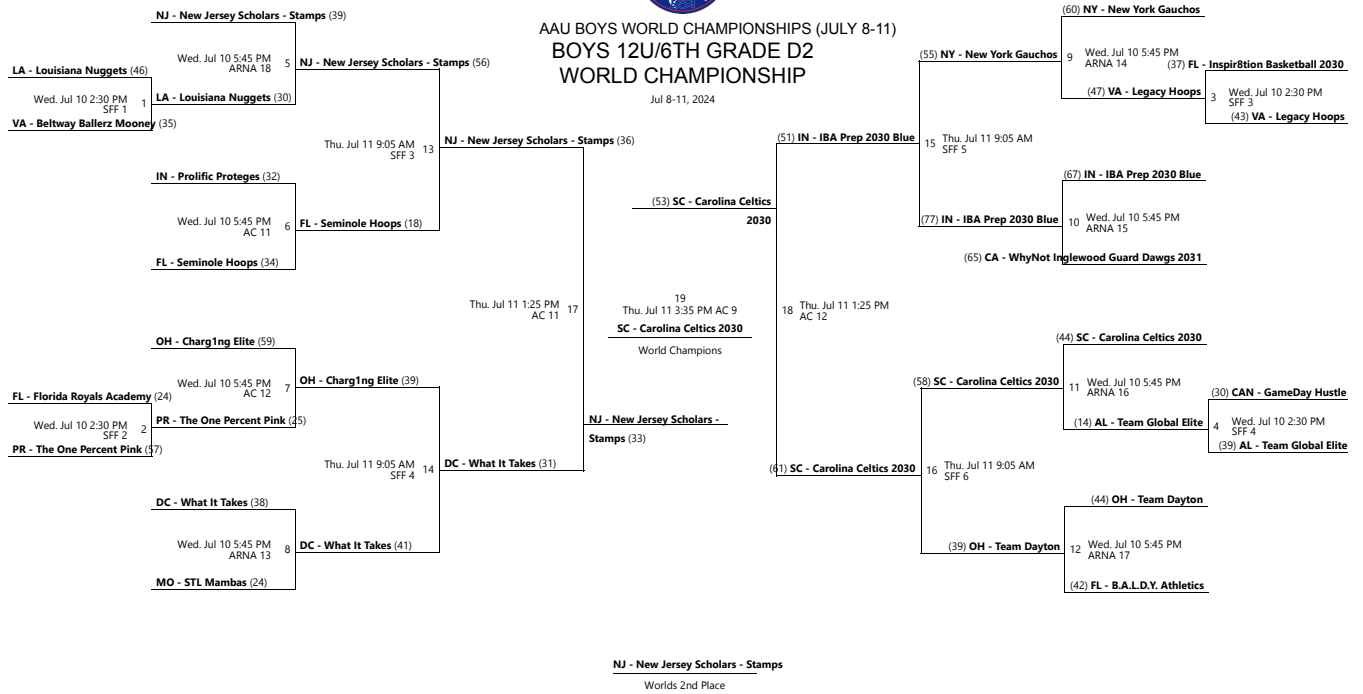 AAU BOYS WORLD CHAMPIONSHIPS (JULY 8-11)
BOYS 12U/6TH GRADE D2
WORLD CHAMPIONSHIP
Jul 8-11, 2024
NJ - New Jersey Scholars - Stamps (39)
Wed. Jul 10 5:45 PM
ARNA 18
5
NJ - New Jersey Scholars - Stamps (56)
LA - Louisiana Nuggets (46)
Wed. Jul 10 2:30 PM
SFF 1
1
LA - Louisiana Nuggets (30)
VA - Beltway Ballerz Mooney (35)
Thu. Jul 11 9:05 AM
SFF 3
13
NJ - New Jersey Scholars - Stamps (36)
IN - Prolific Proteges (32)
Wed. Jul 10 5:45 PM
AC 11
6
FL - Seminole Hoops (18)
FL - Seminole Hoops (34)
Thu. Jul 11 1:25 PM
AC 11
17
OH - Charg1ng Elite (59)
Wed. Jul 10 5:45 PM
AC 12
7
OH - Charg1ng Elite (39)
FL - Florida Royals Academy (24)
Wed. Jul 10 2:30 PM
SFF 2
2
PR - The One Percent Pink (25)
PR - The One Percent Pink (57)
Thu. Jul 11 9:05 AM
SFF 4
14
DC - What It Takes (31)
DC - What It Takes (38)
Wed. Jul 10 5:45 PM
ARNA 13
8
DC - What It Takes (41)
MO - STL Mambas (24)
NJ - New Jersey Scholars -
Stamps (33)
(53) SC - Carolina Celtics
2030
19
Thu. Jul 11 3:35 PM AC 9
SC - Carolina Celtics 2030
World Champions
(60) NY - New York Gauchos
(55) NY - New York Gauchos
9
Wed. Jul 10 5:45 PM
ARNA 14
(37) FL - Inspir8tion Basketball 2030
(47) VA - Legacy Hoops
3
Wed. Jul 10 2:30 PM
SFF 3
(43) VA - Legacy Hoops
(51) IN - IBA Prep 2030 Blue
15
Thu. Jul 11 9:05 AM
SFF 5
(67) IN - IBA Prep 2030 Blue
(77) IN - IBA Prep 2030 Blue
10
Wed. Jul 10 5:45 PM
ARNA 15
(65) CA - WhyNot Inglewood Guard Dawgs 2031
18
Thu. Jul 11 1:25 PM
AC 12
(44) SC - Carolina Celtics 2030
(58) SC - Carolina Celtics 2030
11
Wed. Jul 10 5:45 PM
ARNA 16
(30) CAN - GameDay Hustle
(14) AL - Team Global Elite
4
Wed. Jul 10 2:30 PM
SFF 4
(39) AL - Team Global Elite
(61) SC - Carolina Celtics 2030
16
Thu. Jul 11 9:05 AM
SFF 6
(44) OH - Team Dayton
(39) OH - Team Dayton
12
Wed. Jul 10 5:45 PM
ARNA 17
(42) FL - B.A.L.D.Y. Athletics
NJ - New Jersey Scholars - Stamps
Worlds 2nd Place